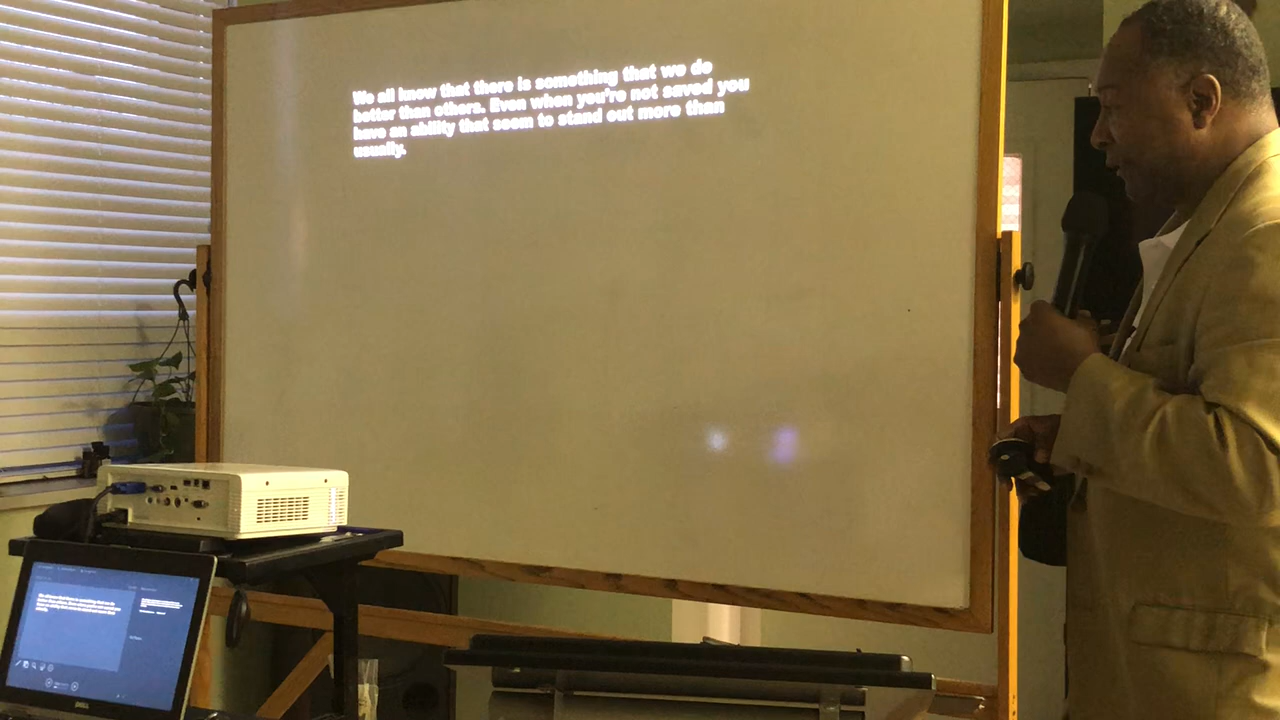 We all know that there is something that we do
better than others. Even when you're not saved you
have an ability that seem to stand out more than
usually.
DELL